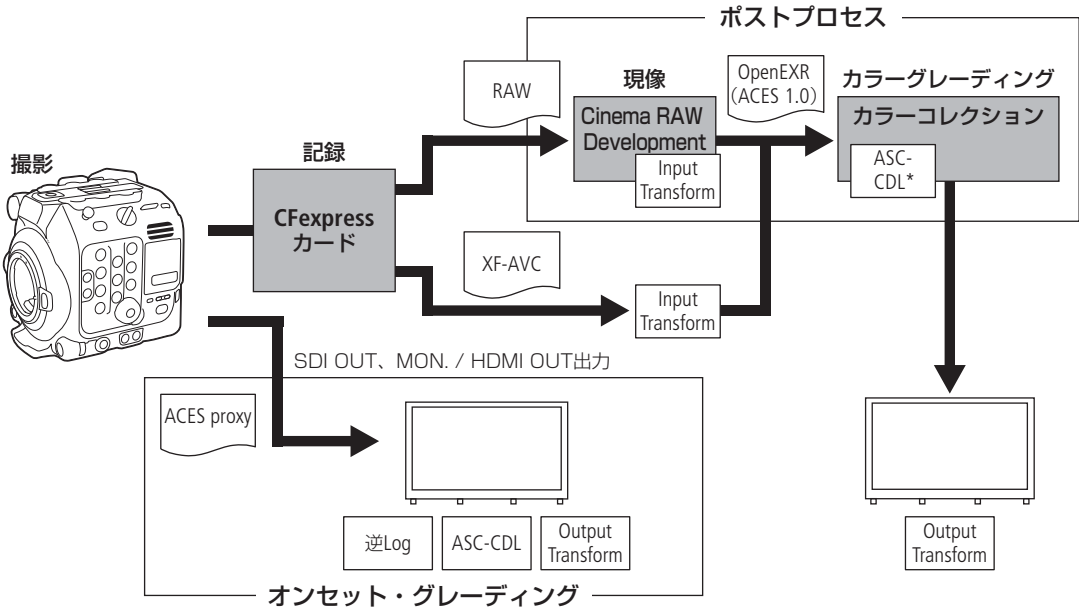 ポストプロセス
撮影
記録
CFexpress
カード
RAW
現像
Cinema RAW
Development
Input
Transform
OpenEXR
(ACES 1.0)
カラーグレーディング
カラーコレクション
ASC-
CDL*
XF-AVC
Input
Transform
SDI OUT、MON. / HDMI OUT出力
ACES proxy
逆Log
ASC-CDL
Output
Transform
オンセット・グレーディング
Output
Transform